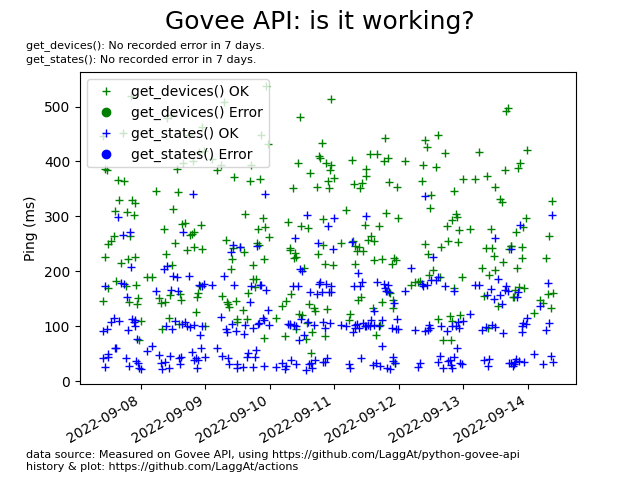 Govee API: is it working?
get_devices(): No recorded error in 7 days.
get_states(): No recorded error in 7 days.
get_devices() OK
get_devices() Error
get_states() OK
get_states() Error
Ping (ms)
500
400
300
200
100
0
2022-09-08
2022-09-09
2022-09-10
2022-09-11
2022-09-12
2022-09-13
2022-09-14
data source: Measured on Govee API, using https://github.com/LaggAt/python-govee-api
history & plot: https://github.com/LaggAt/actions